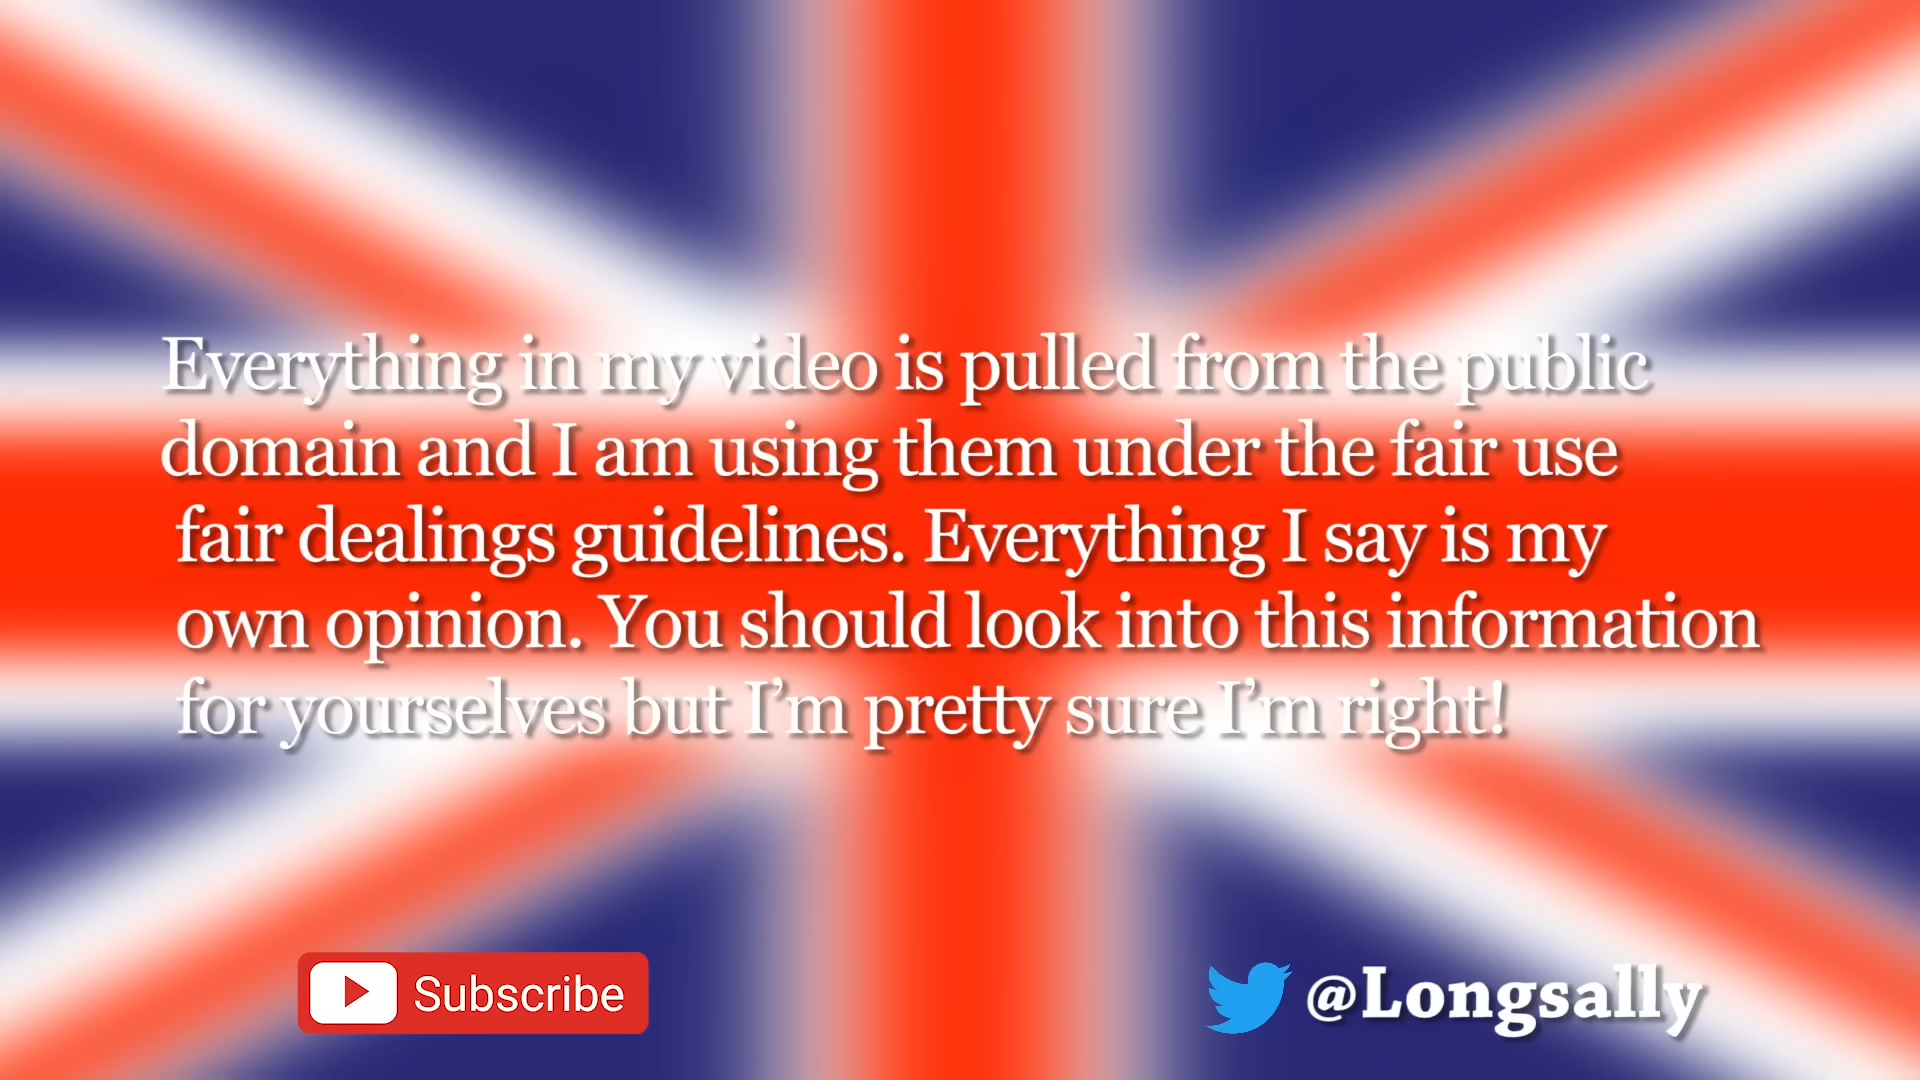 Everything in my video is pulled from the public
domain and I am using them under the fair use
fair dealings guidelines. Everything I say is my
own opinion. You should look into this information
for yourselves but I’m pretty sure I’m right!
Subscribe
@Longsally